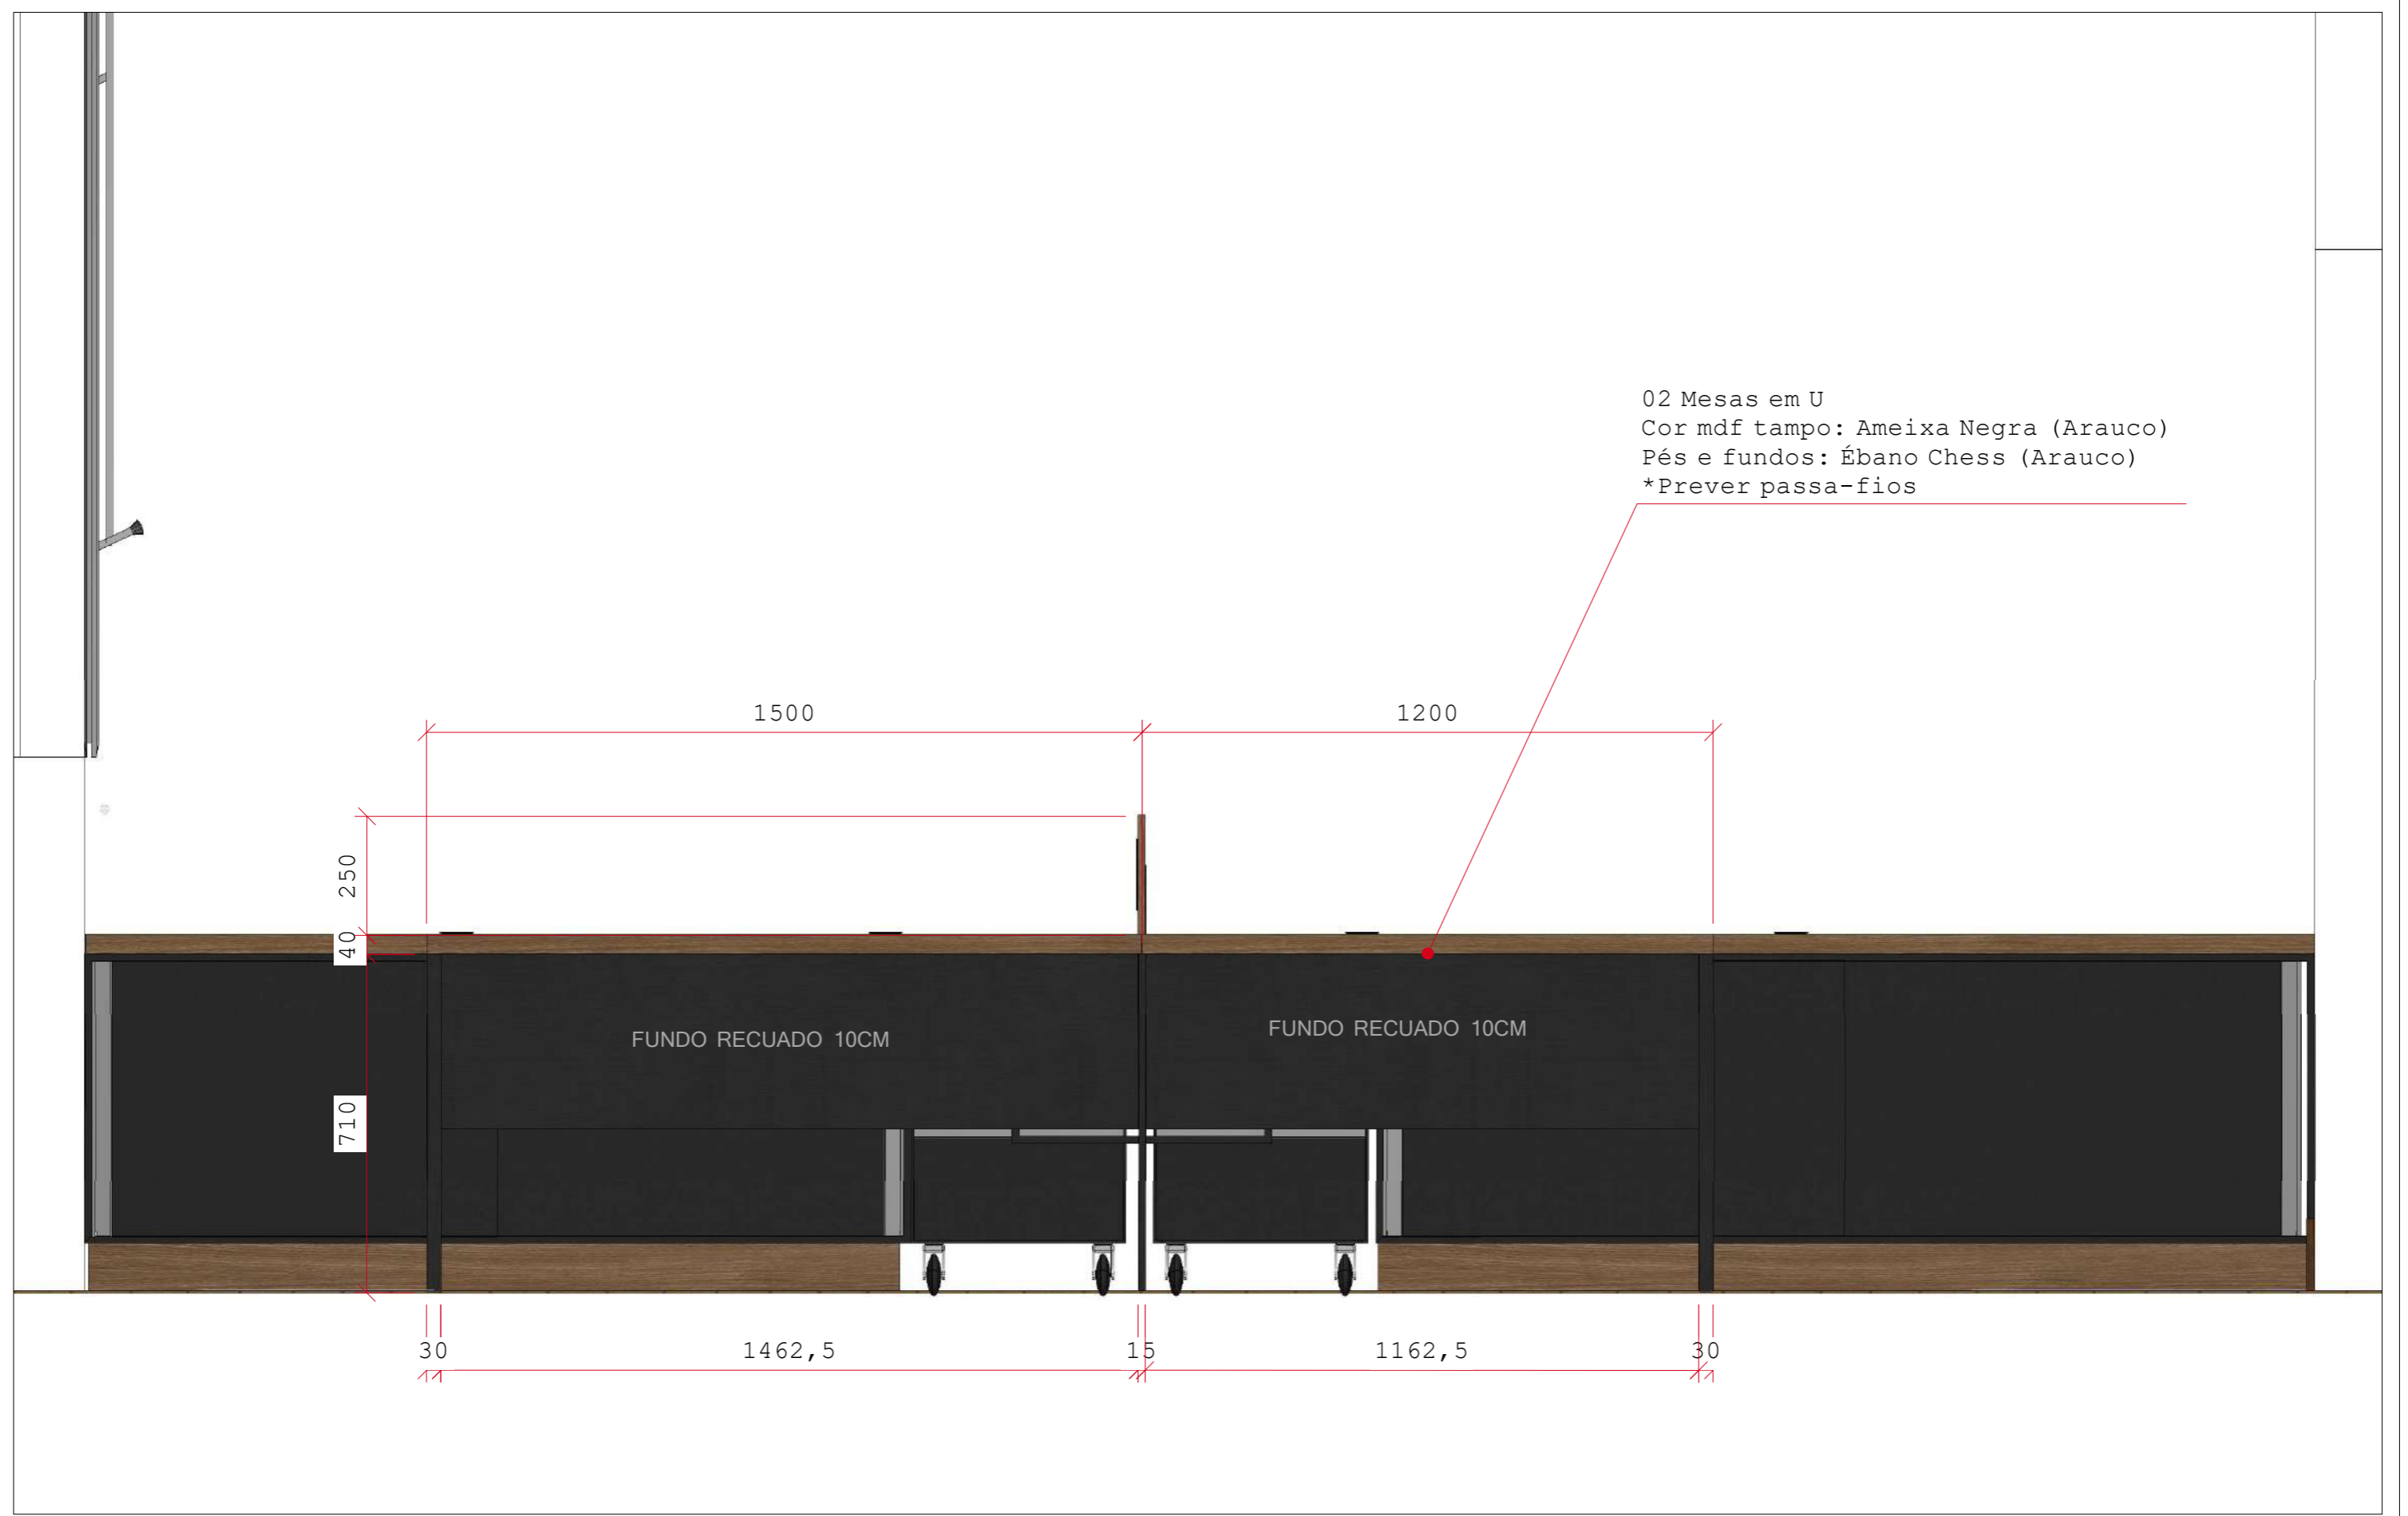 02 Mesas em U
Cor mdf tampo: Ameixa Negra (Arauco)
Pés e fundos: Ébano Chess (Arauco)
*Prever passa-fios
1500
1200
250
40
710
FUNDO RECUADO 10CM
FUNDO RECUADO 10CM
30
1462,5
15
1162,5
30